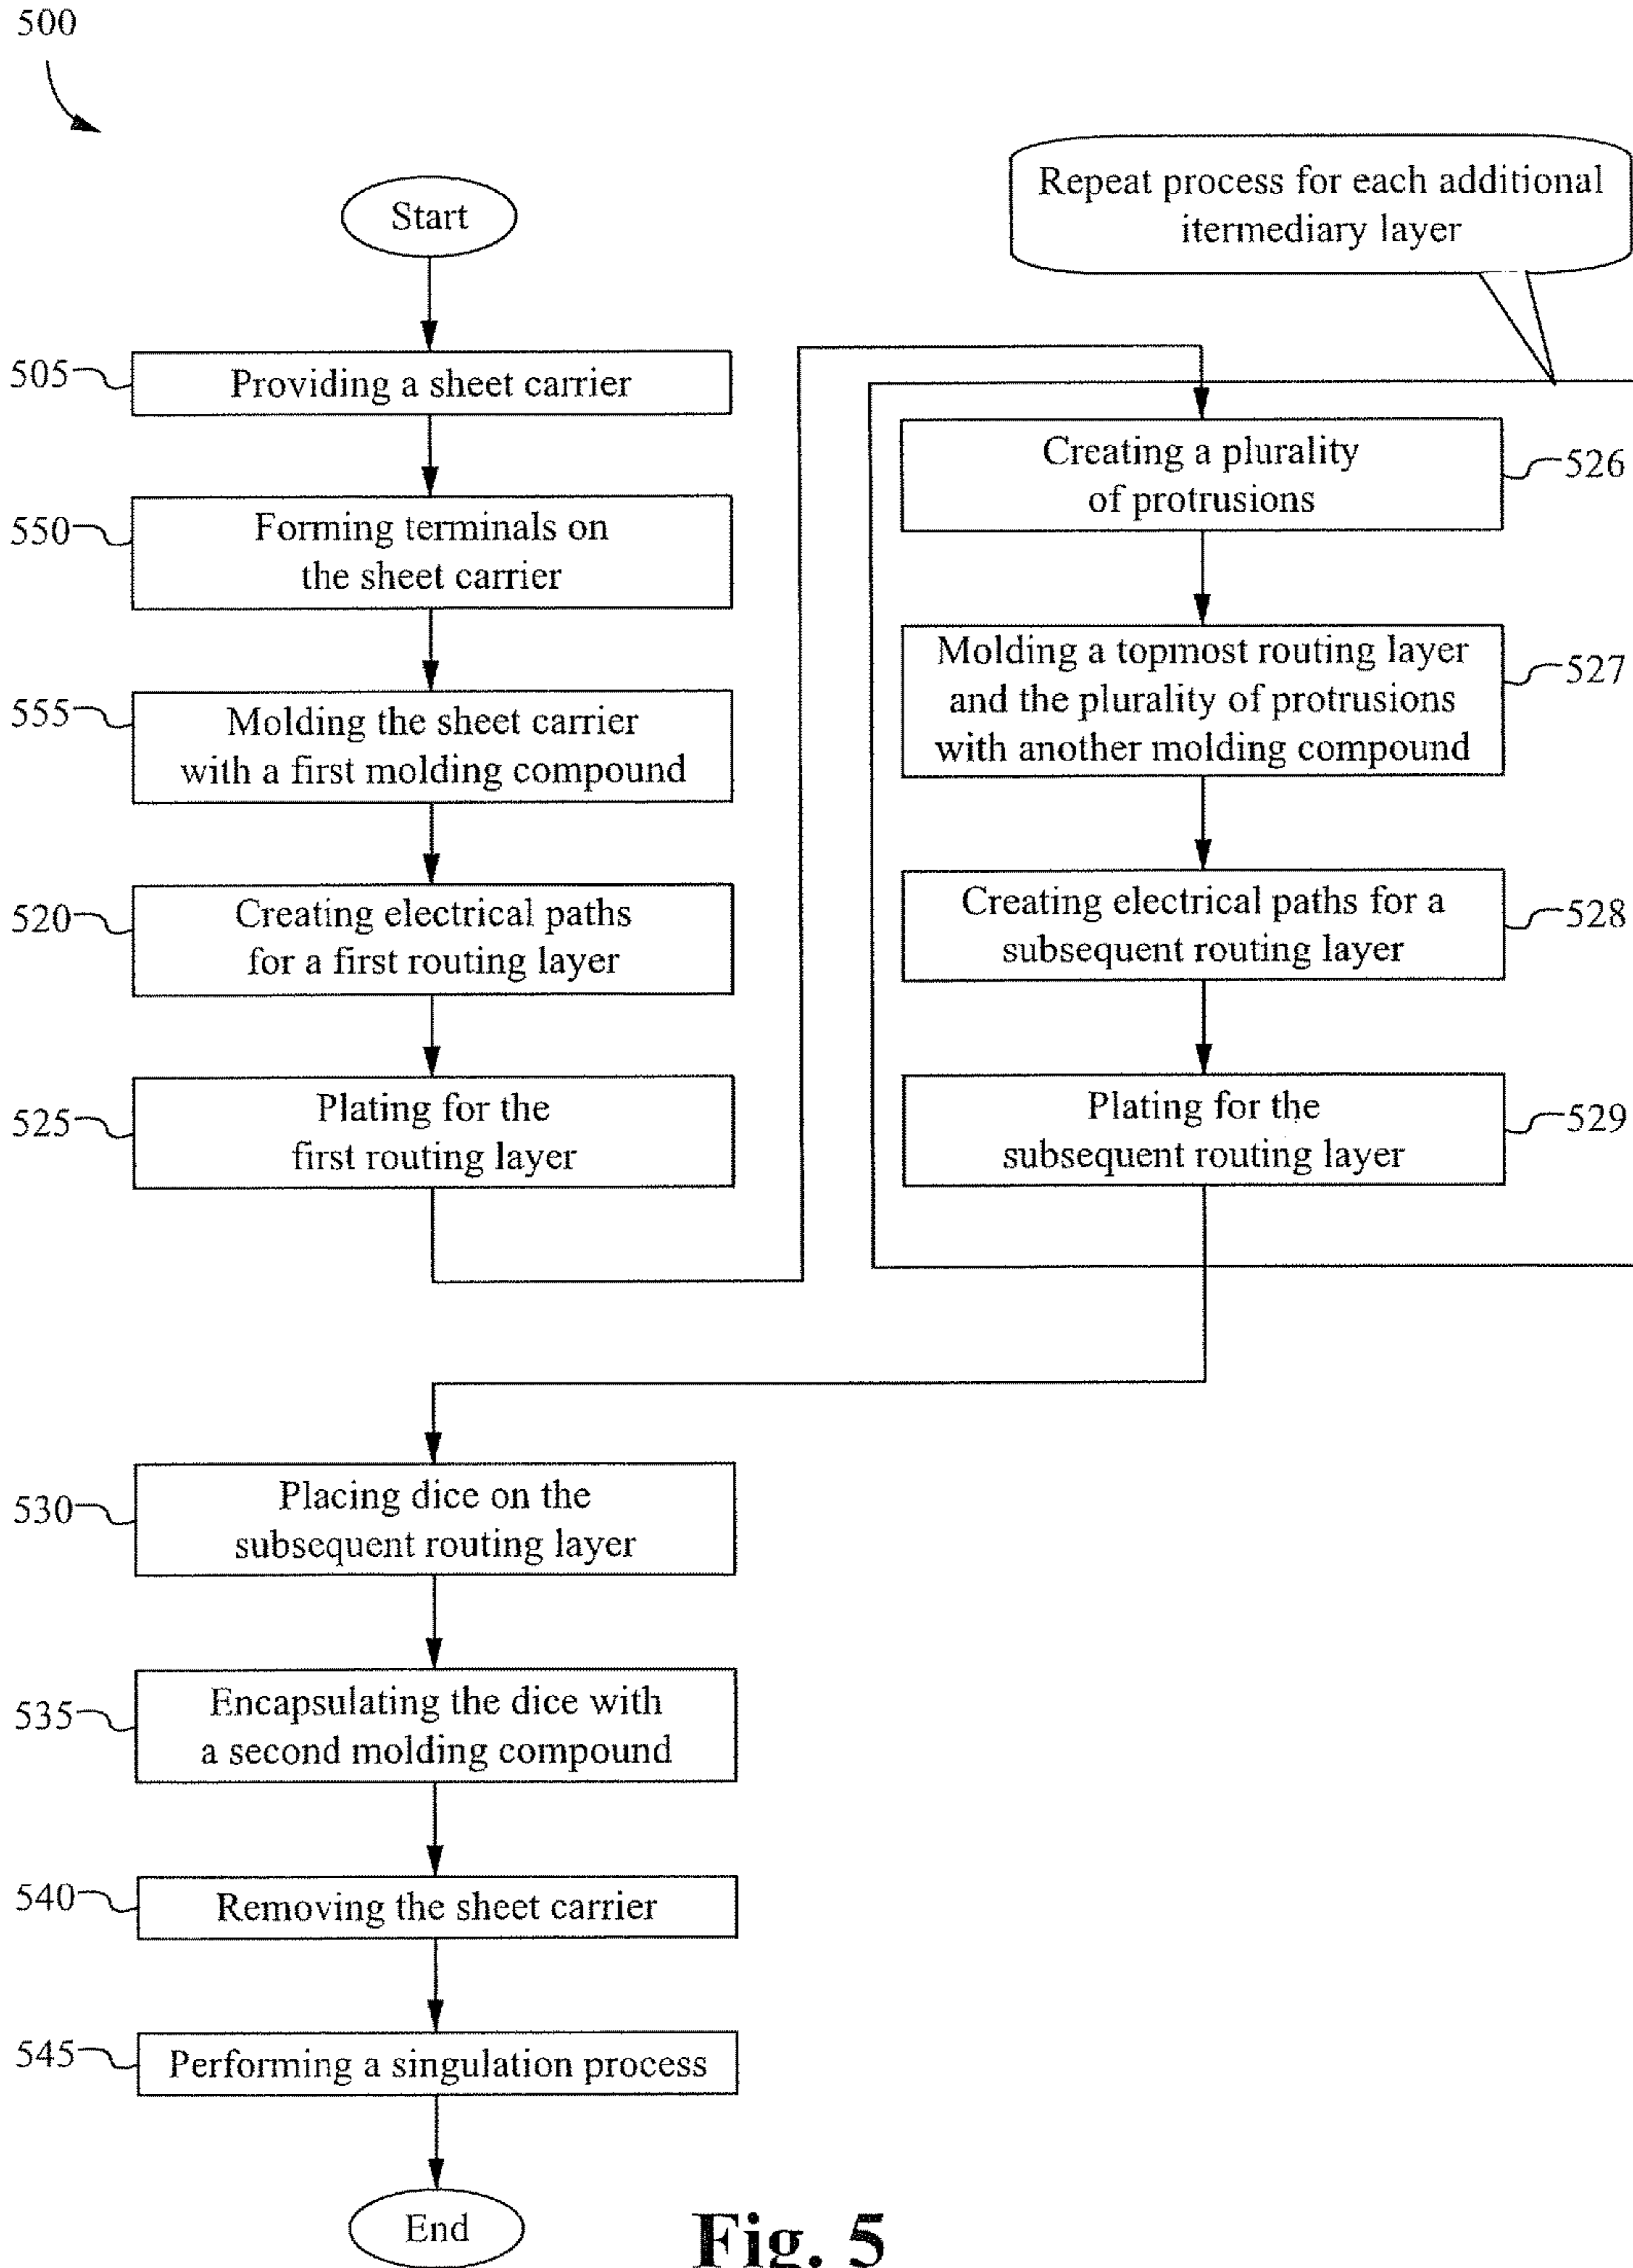 500
Start
505
Providing a sheet carrier
550
Forming terminals on
the sheet carrier
555
Molding the sheet carrier
with a first molding compound
520
Creating electrical paths
for a first routing layer
525
Plating for the
first routing layer
Repeat process for each additional
itermediary layer
Creating a plurality
of protrusions
526
Molding a topmost routing layer
and the plurality of protrusions
with another molding compound
527
Creating electrical paths for a
subsequent routing layer
528
Plating for the
subsequent routing layer
529
530
Placing dice on the
subsequent routing layer
535
Encapsulating the dice with
a second molding compound
540
Removing the sheet carrier
545
Performing a singulation process
End
Fig. 5